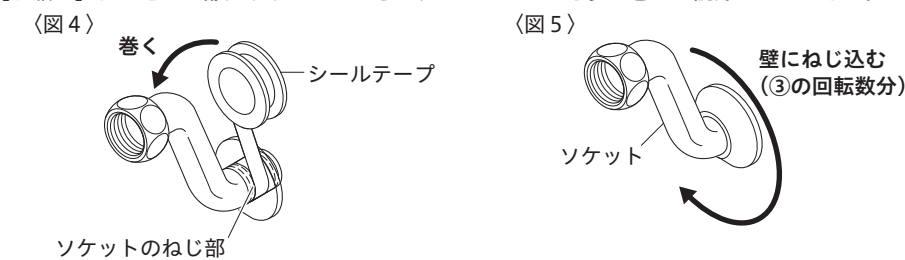 〈図4〉
巻く
シールテープ
ソケットのねじ部
〈図5〉
壁にねじ込む
（③の回転数分）
ソケット